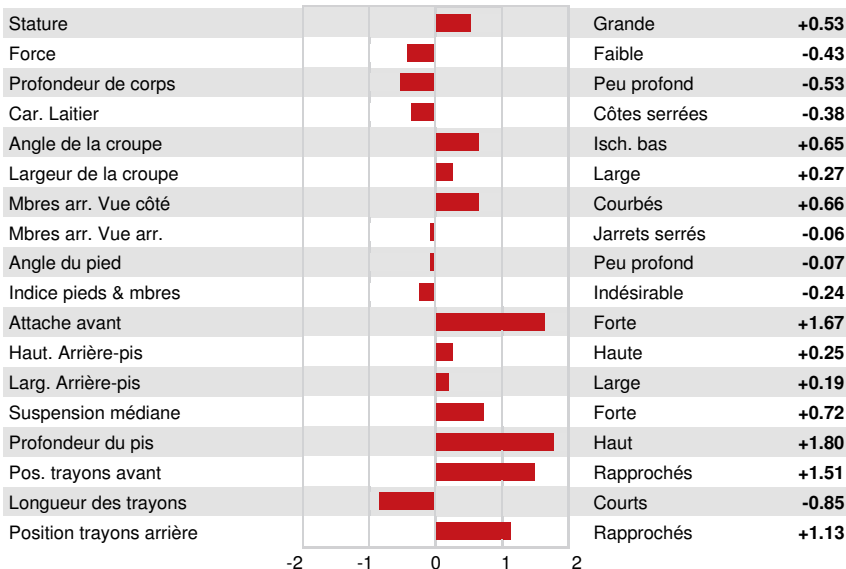 Stature Grande +0.53
Force Faible -0.43
Profondeur de corps Peu profond -0.53
Car. Laitier Côtes serrées -0.38
Angle de la croupe Isch. bas +0.65
Largeur de la croupe Large +0.27
Mbres arr. Vue côté Courbés +0.66
Mbres arr. Vue arr. Jarrets serrés -0.06
Angle du pied Peu profond -0.07
Indice pieds & mbres Indésirable -0.24
Attache avant Forte +1.67
Haut. Arrière-pis Haute +0.25
Larg. Arrière-pis Large +0.19
Suspension médiane Forte +0.72
Profondeur du pis Haut +1.80
Pos. trayons avant Rapprochés +1.51
Longueur des trayons Courts -0.85
Position trayons arrière Rapprochés +1.13
-2 -1 0 1 2